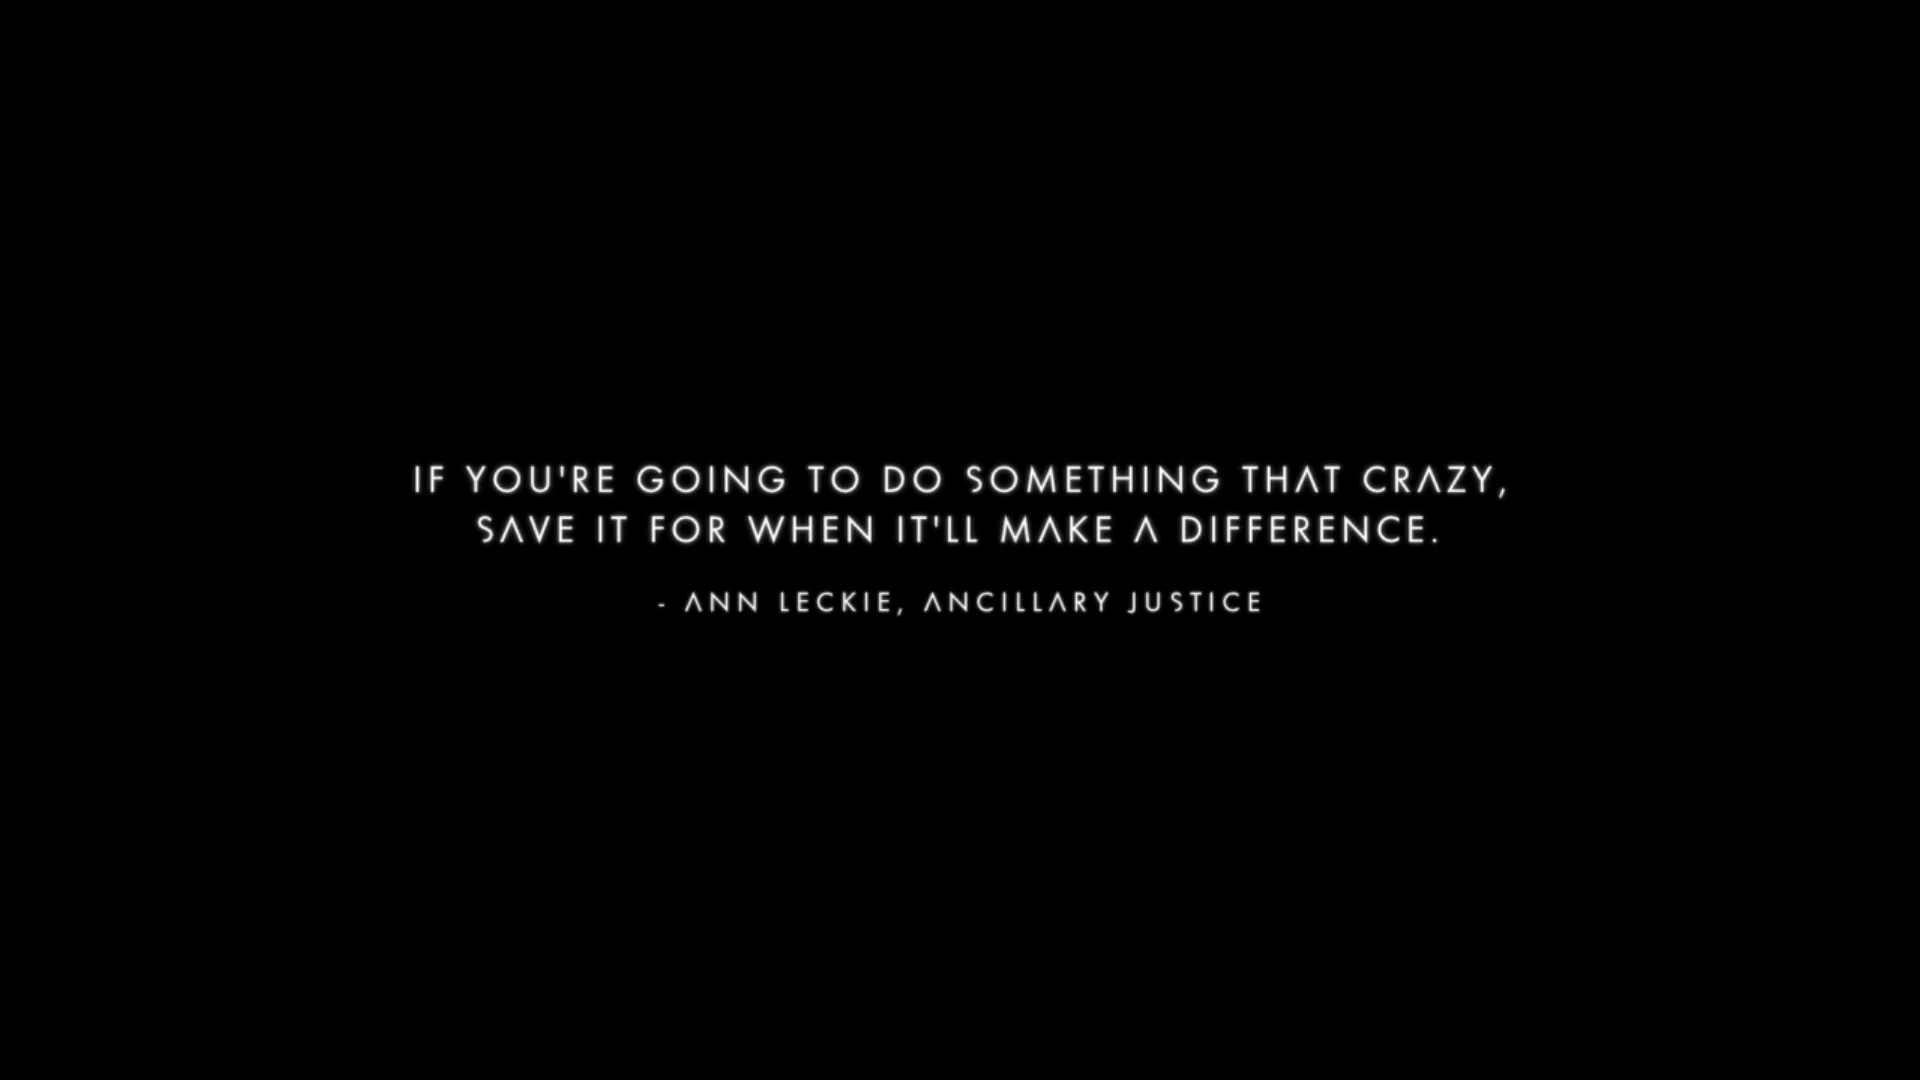 IF YOU'RE GOING TO DO SOMETHING THAT CRAZY,
SAVE IT FOR WHEN IT'LL MAKE A DIFFERENCE.
- ANN LECKIE, ANCILLARY JUSTICE